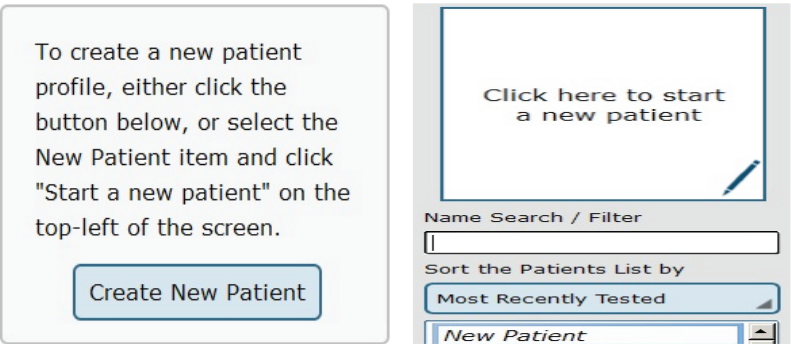 To create a new patient
profile, either click the
button below, or select the
New Patient item and click
"Start a new patient" on the
top-left of the screen.
Create New Patient
Click here to start
a new patient
Name Search / Filter
Sort the Patients List by
Most Recently Tested
New Patient